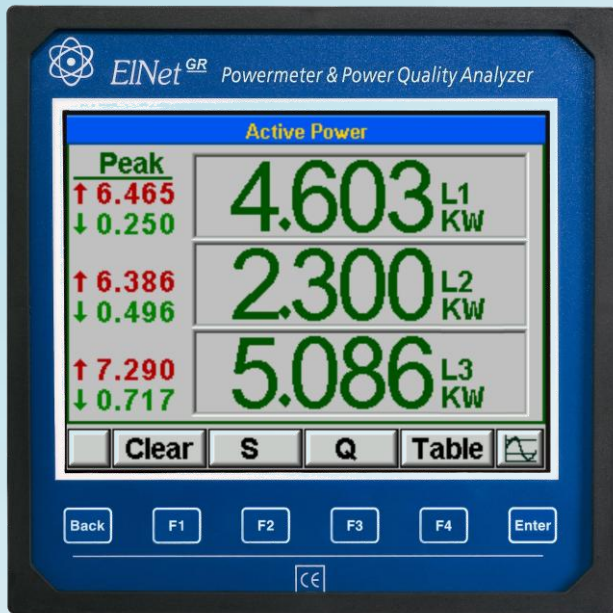 ElNet GR Powermeter & Power Quality Analyzer
Active Power
Peak
↑ 6.465
↓ 0.250
4.603 L1 KW
↑ 6.386
↓ 0.496
2.300 L2 KW
↑ 7.290
↓ 0.717
5.086 L3 KW
Clear S Q Table
Back F1 F2 F3 F4 Enter
CE